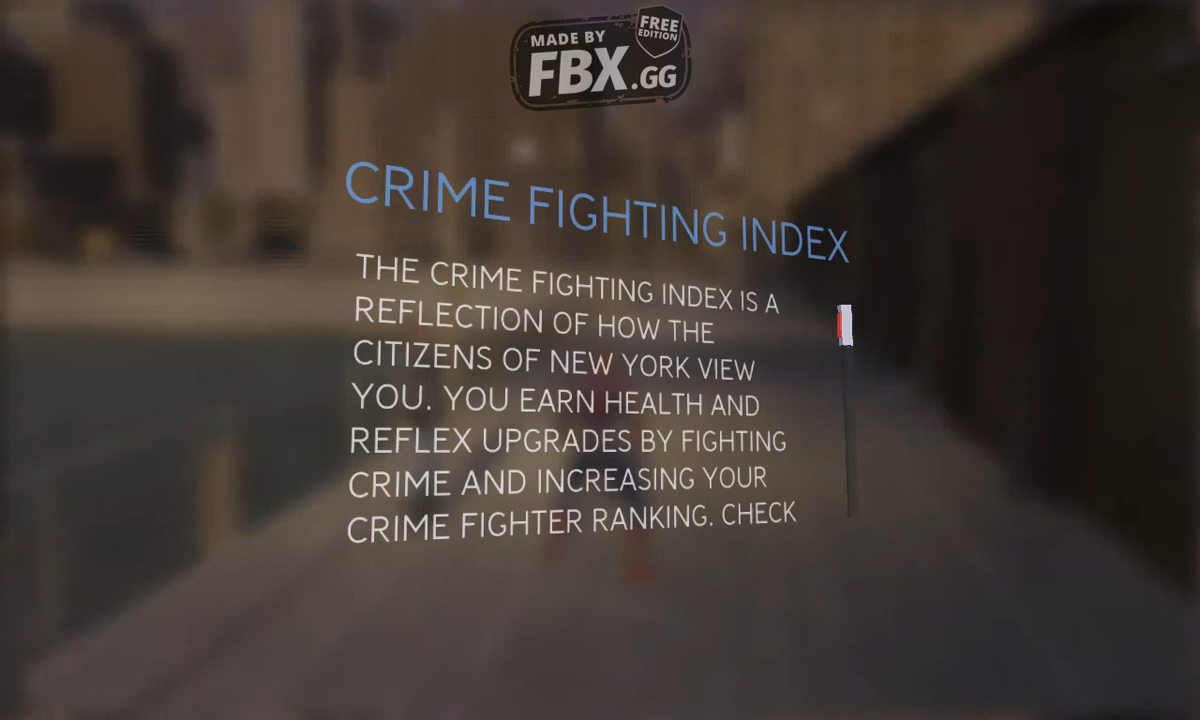 MADE BY
FREE
EDITION
FBX.GG
CRIME FIGHTING INDEX
THE CRIME FIGHTING INDEX IS A
REFLECTION OF HOW THE
CITIZENS OF NEW YORK VIEW
YOU. YOU EARN HEALTH AND
REFLEX UPGRADES BY FIGHTING
CRIME AND INCREASING YOUR
CRIME FIGHTER RANKING. CHECK